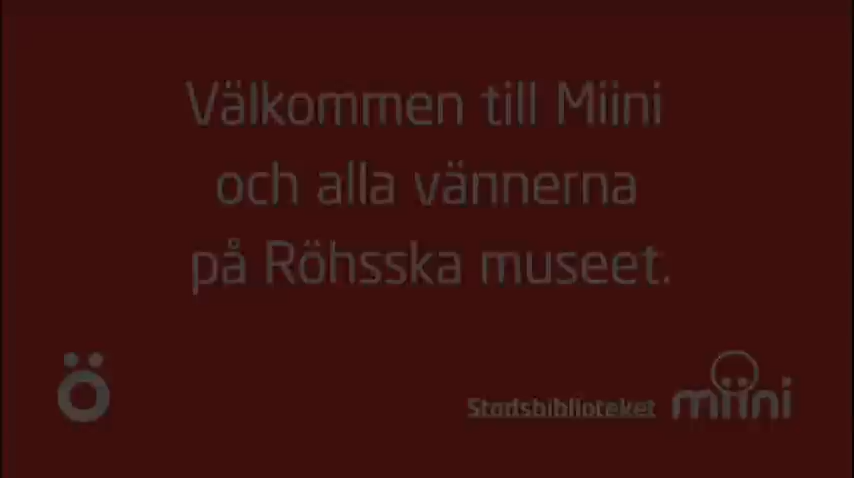 Välkommen till Miini
och alla vännerna
på Röhsska museet.
ö
Stadsbiblioteket miini